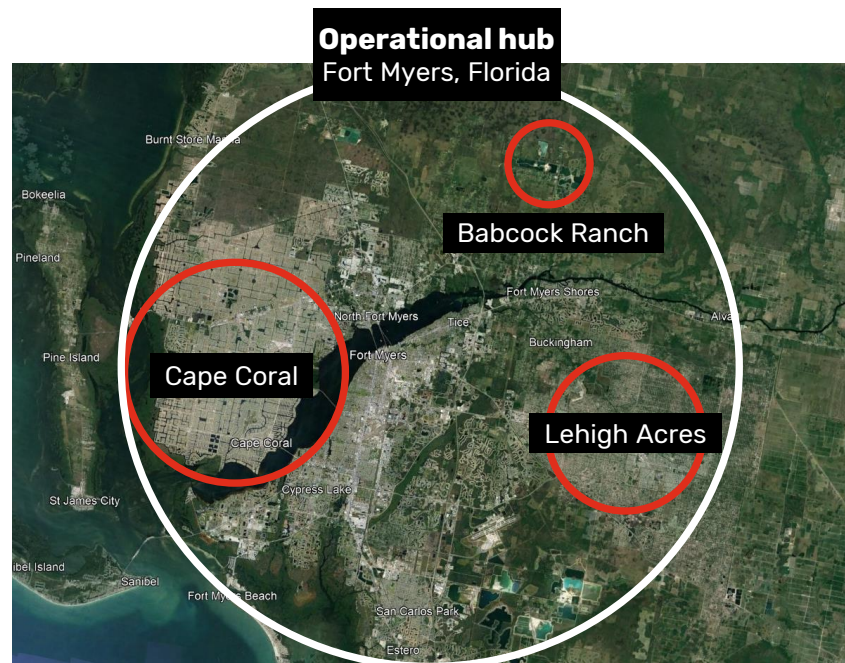 Operational hub
Fort Myers, Florida
Burnt Store Marina
Bokeelia
Babcock Ranch
Pineland
Fort Myers Shores
North Fort Myers
Tice
Alva
Buckingham
Pine Island
Fort Myers
Cape Coral
Lehigh Acres
Cape Coral
Cypress Lake
St James City
ibel Island
Sanibel
Fort Myers Beach
San Carlos Park
Estero